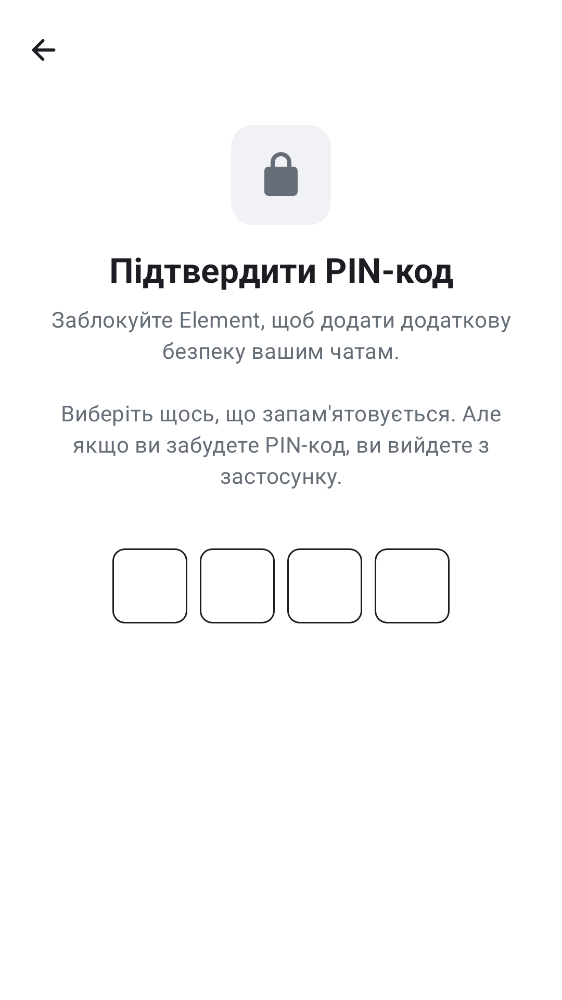 Підтвердити PIN-код
Заблокуйте Element, щоб додати додаткову
безпеку вашим чатам.
Виберіть щось, що запам'ятовується. Але
якщо ви забудете PIN-код, ви вийдете з
застосунку.